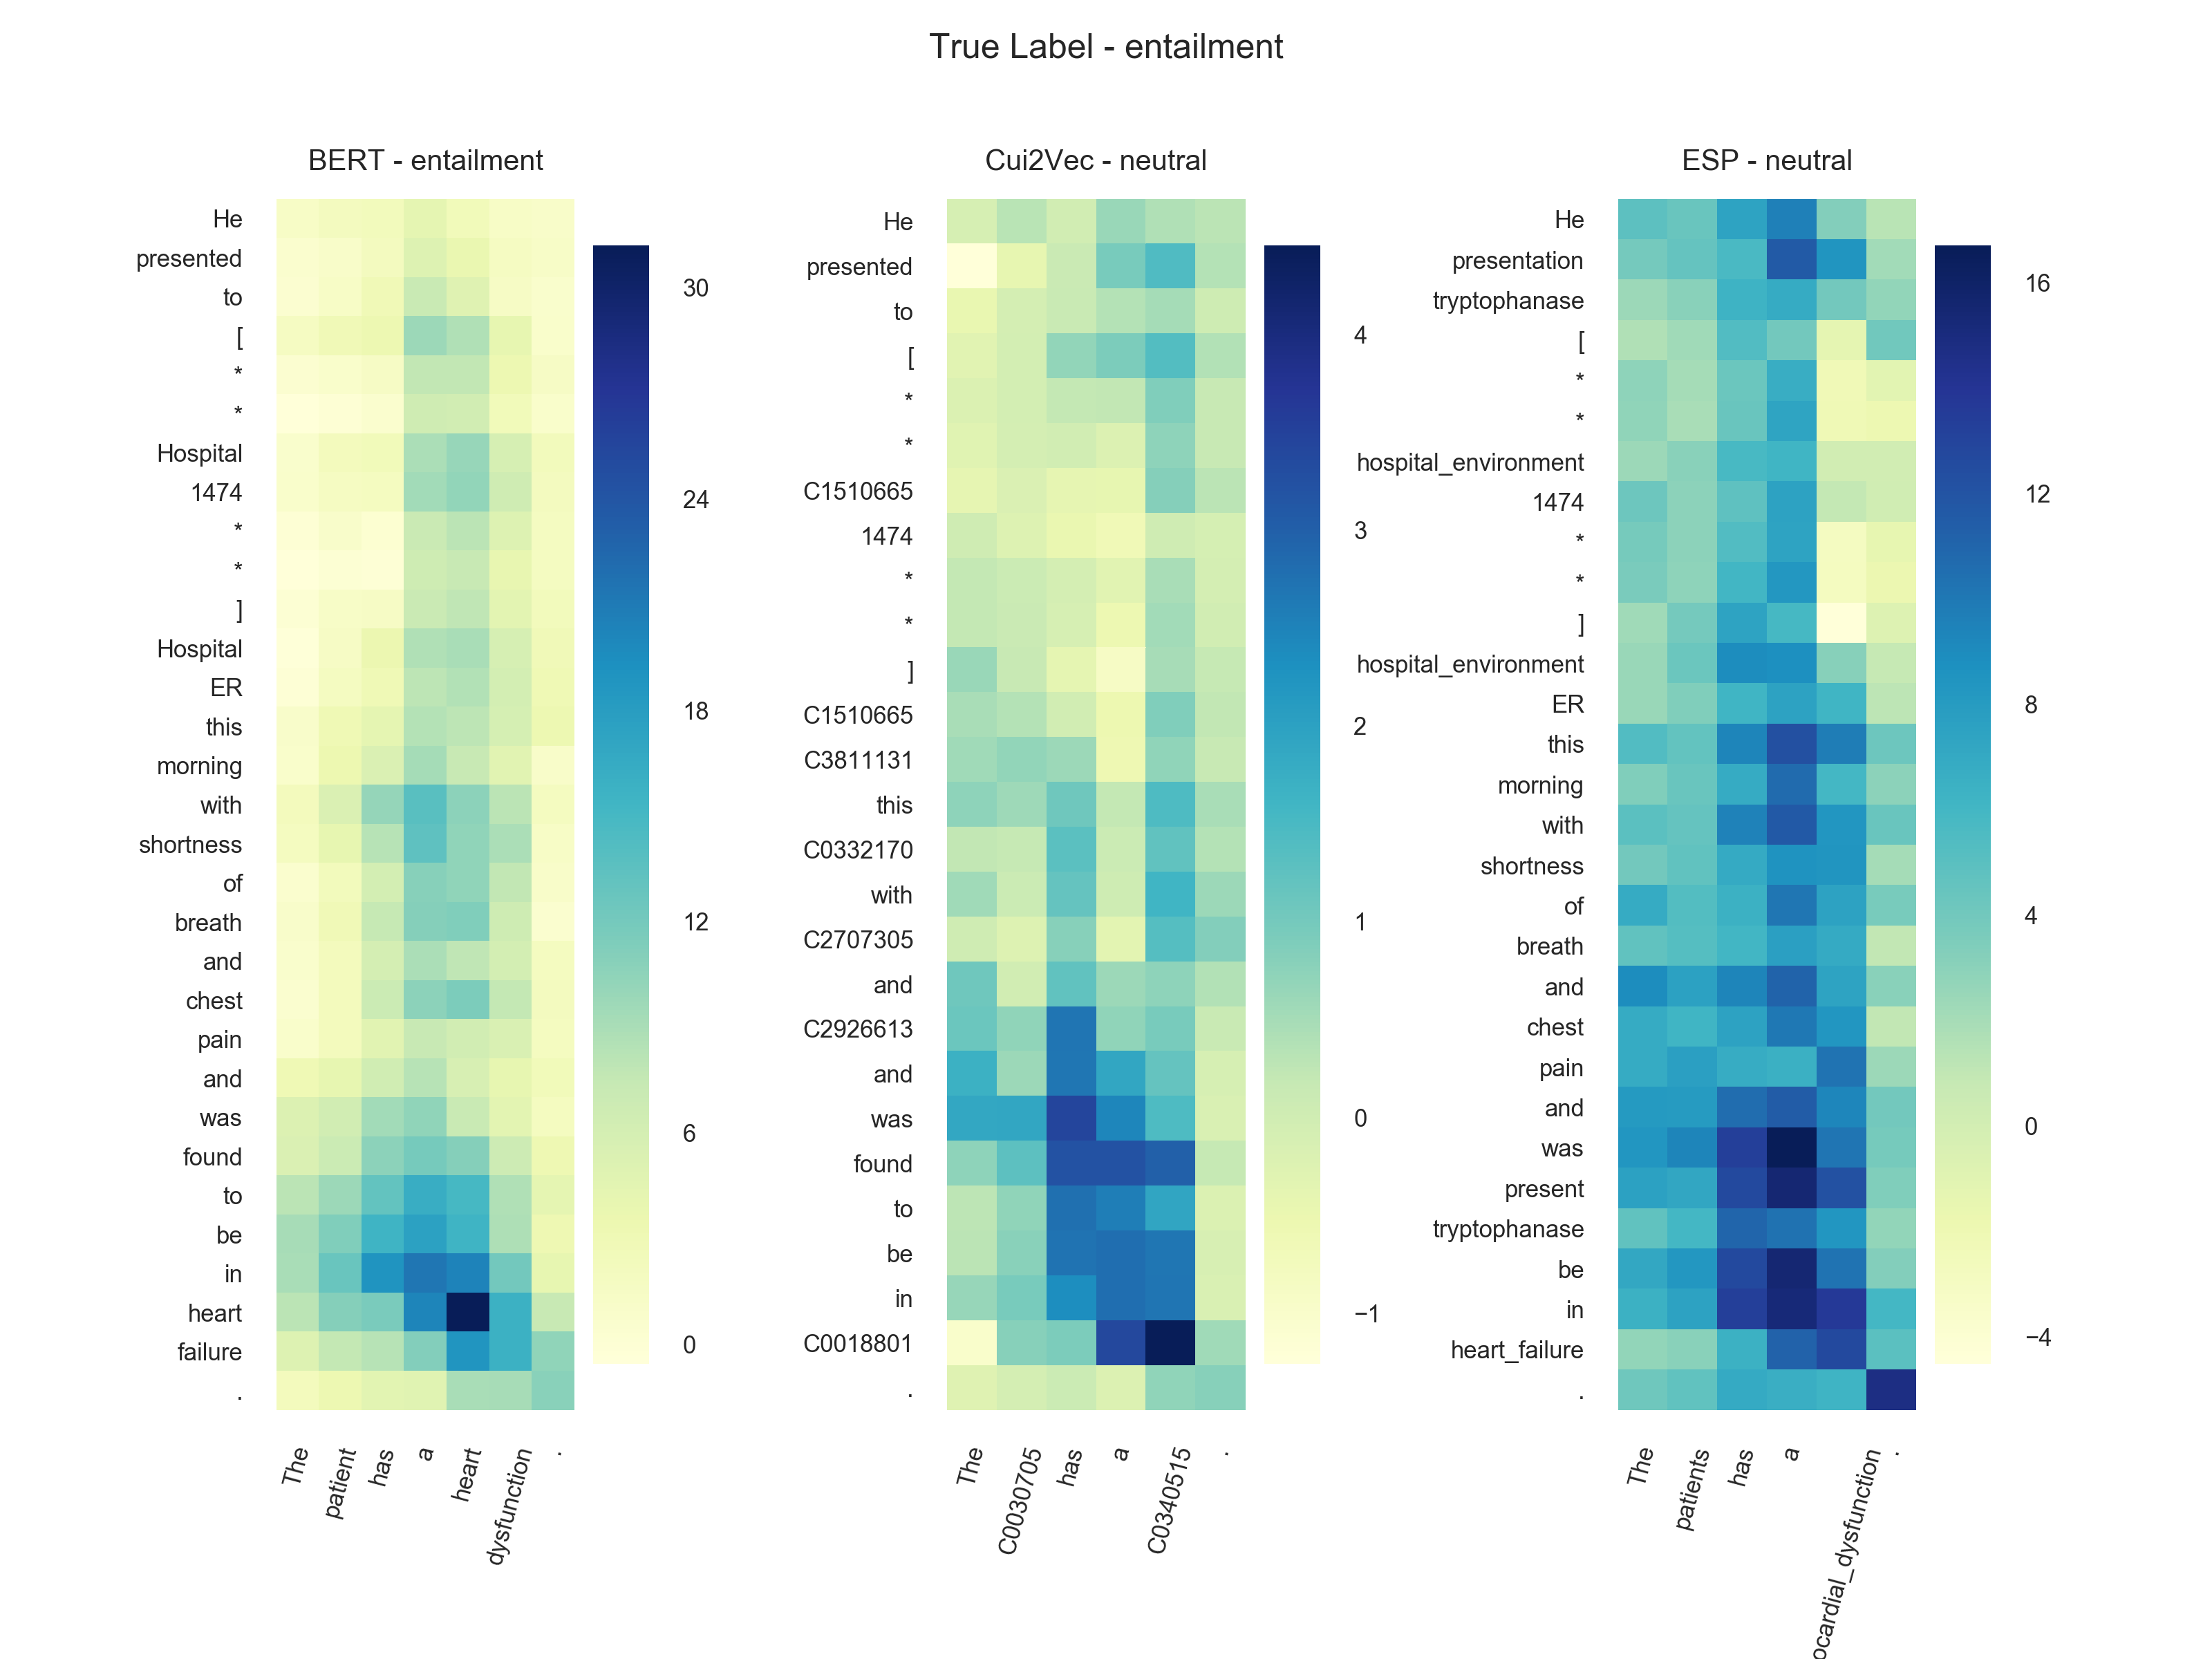 True Label - entailment
BERT - entailment
He
presented
to
[
*
*
Hospital
1474
*
*
]
Hospital
ER
this
morning
with
shortness
of
breath
and
chest
pain
and
was
found
to
be
in
heart
failure
.
The
patient
has
a
heart
dysfunction
.
30
24
18
12
6
0
Cui2Vec - neutral
He
presented
to
[
*
*
C1510665
1474
*
*
]
C1510665
C3811131
this
C0332170
with
C2707305
and
C2926613
and
was
found
to
be
in
C0018801
.
The
C0030705
has
a
C0340515
.
4
3
2
1
0
−1
ESP - neutral
He
presentation
tryptophanase
[
*
*
hospital_environment
1474
*
*
]
hospital_environment
ER
this
morning
with
shortness
of
breath
and
chest
pain
and
was
present
tryptophanase
be
in
heart_failure
.
The
patients
has
a
ocardial_dysfunction
.
16
12
8
4
0
−4